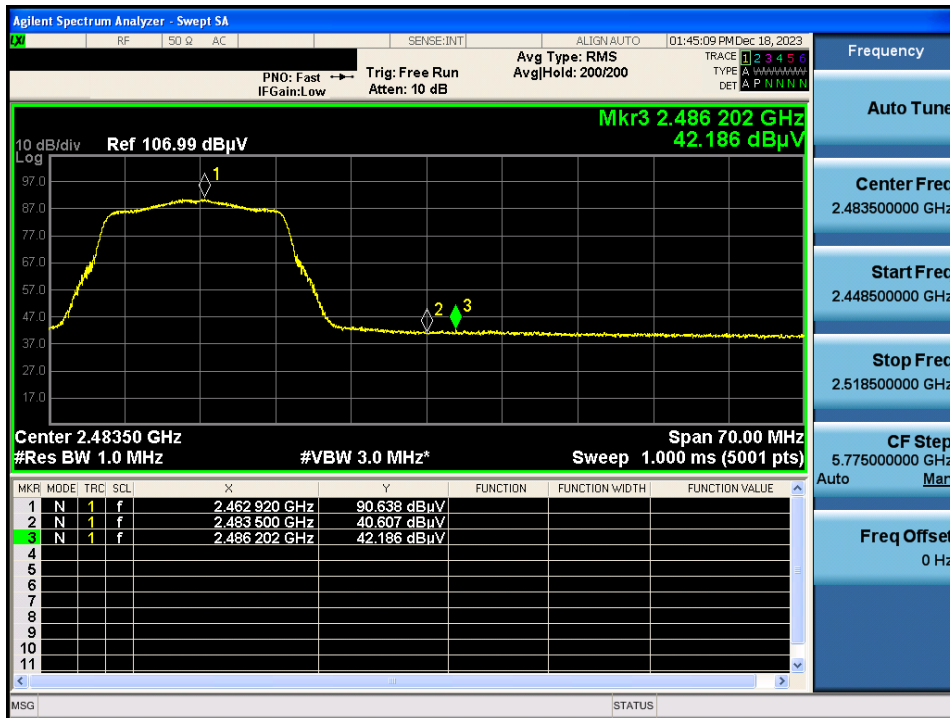 Agilent Spectrum Analyzer - Swept SA
LXI RF 50 Ω AC SENSE:INT ALIGN AUTO 01:45:09 PM Dec 18, 2023
PNO: Fast
IFGain:Low
Trig: Free Run
Atten: 10 dB
Avg Type: RMS
Avg|Hold: 200/200
TRACE 1 2 3 4 5 6
TYPE A WWWWW
DET A P N N N N
Mkr3 2.486 202 GHz
42.186 dBµV
10 dB/div
Log
Ref 106.99 dBµV
97.0
87.0
77.0
67.0
57.0
47.0
37.0
27.0
17.0
1
2
3
Center 2.48350 GHz
#Res BW 1.0 MHz
#VBW 3.0 MHz*
Span 70.00 MHz
Sweep 1.000 ms (5001 pts)
MKR MODE TRC SCL X Y FUNCTION FUNCTION WIDTH FUNCTION VALUE
1 N 1 f 2.462 920 GHz 90.638 dBµV
2 N 1 f 2.483 500 GHz 40.607 dBµV
3 N 1 f 2.486 202 GHz 42.186 dBµV
4
5
6
7
8
9
10
11
MSG
STATUS
Frequency
Auto Tune
Center Freq
2.483500000 GHz
Start Freq
2.448500000 GHz
Stop Freq
2.518500000 GHz
CF Step
5.775000000 GHz
Auto Man
Freq Offset
0 Hz